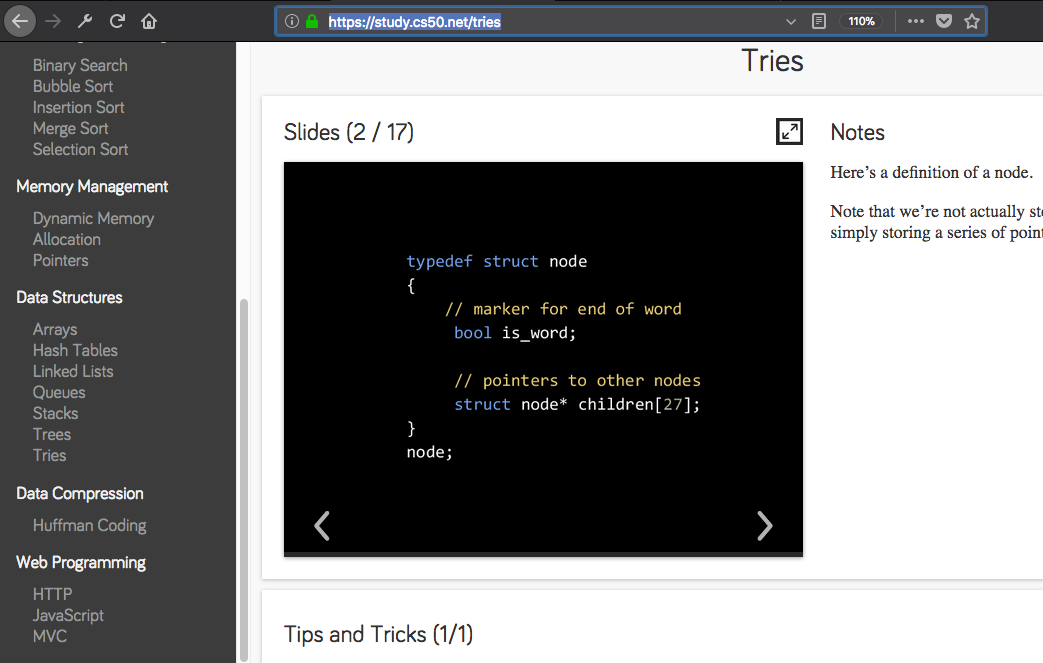 https://study.cs50.net/tries
110%
Binary Search
Bubble Sort
Insertion Sort
Merge Sort
Selection Sort
Memory Management
Dynamic Memory
Allocation
Pointers
Data Structures
Arrays
Hash Tables
Linked Lists
Queues
Stacks
Trees
Tries
Data Compression
Huffman Coding
Web Programming
HTTP
JavaScript
MVC
Tries
Slides (2 / 17)
typedef struct node
{
// marker for end of word
bool is_word;
// pointers to other nodes
struct node* children[27];
}
node;
Notes
Here's a definition of a node.
Note that we're not actually
simply storing a series of
Tips and Tricks (1/1)